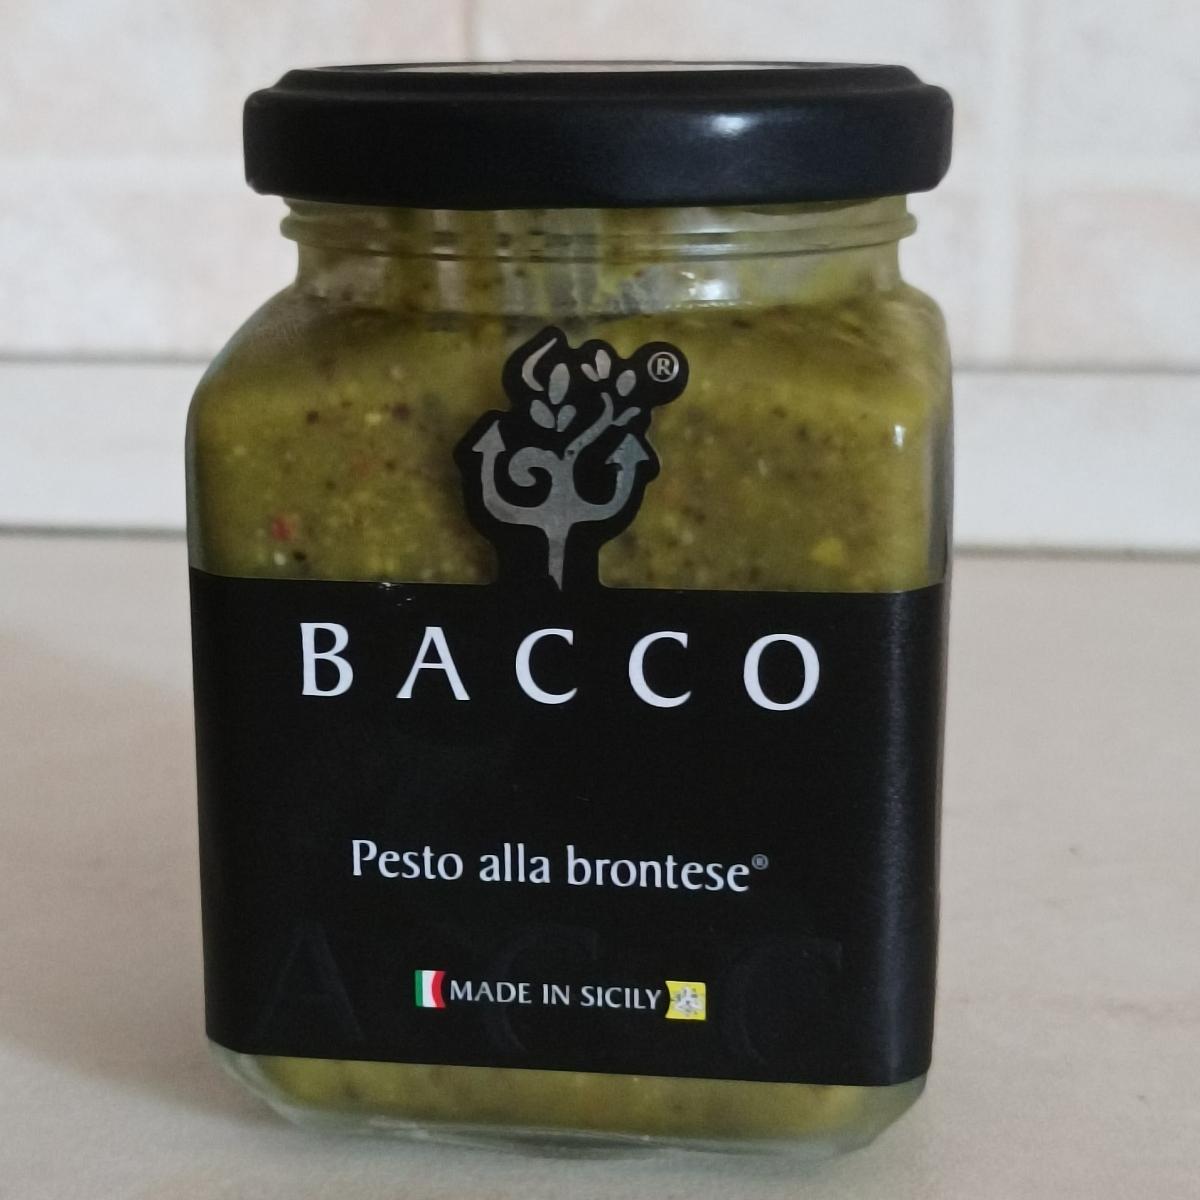 ®
BACCO
Pesto alla brontese®
MADE IN SICILY